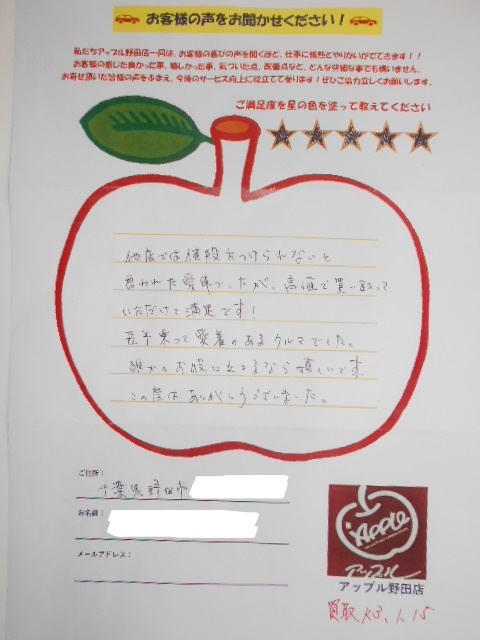 お客様の声をお聞かせください！
私たちアップル野田店一同は、お客様の喜びの声を聞くほど、仕事に情熱とやりがいがでてきます！！
お客様の感じた良かった事、嬉しかった事、気づいた点、改善点など、どんな些細な事でも構いません。
お寄せ頂いた皆様の声をふまえ、今後のサービス向上に役立てて参ります！ぜひご協力宜しくお願いします。
ご満足度を星の色を塗って教えてください
他店では値段をつけられないと
言われた愛車でしたが、高値で買い取って
いただけて満足です！
長年乗って愛着のあるクルマでした。
誰かのお役に立てるなら嬉しいです。
この度はありがとうございました。
ご住所：
千葉県野田市
お名前：
メールアドレス：
Apple
アップル
アップル野田店
買取 R3.1.15